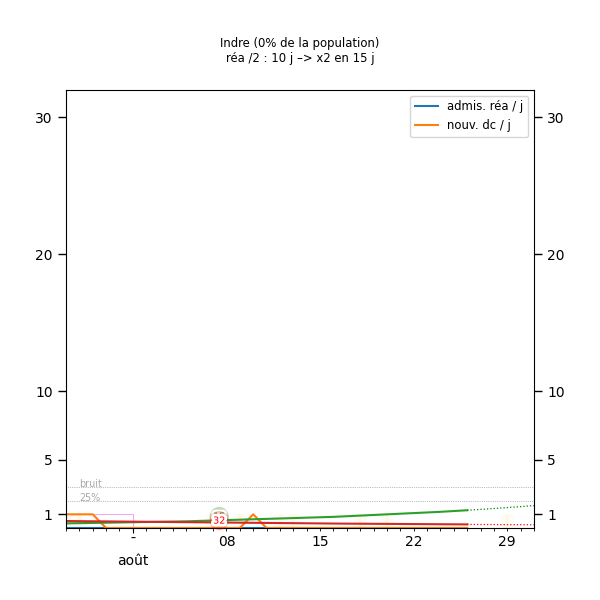 Indre (0% de la population)
réa /2 : 10 j –> x2 en 15 j
admis. réa / j
nouv. dc / j
30 30
20 20
10 10
5 5
bruit
25%
32
1 1
- 08 15 22 29
août